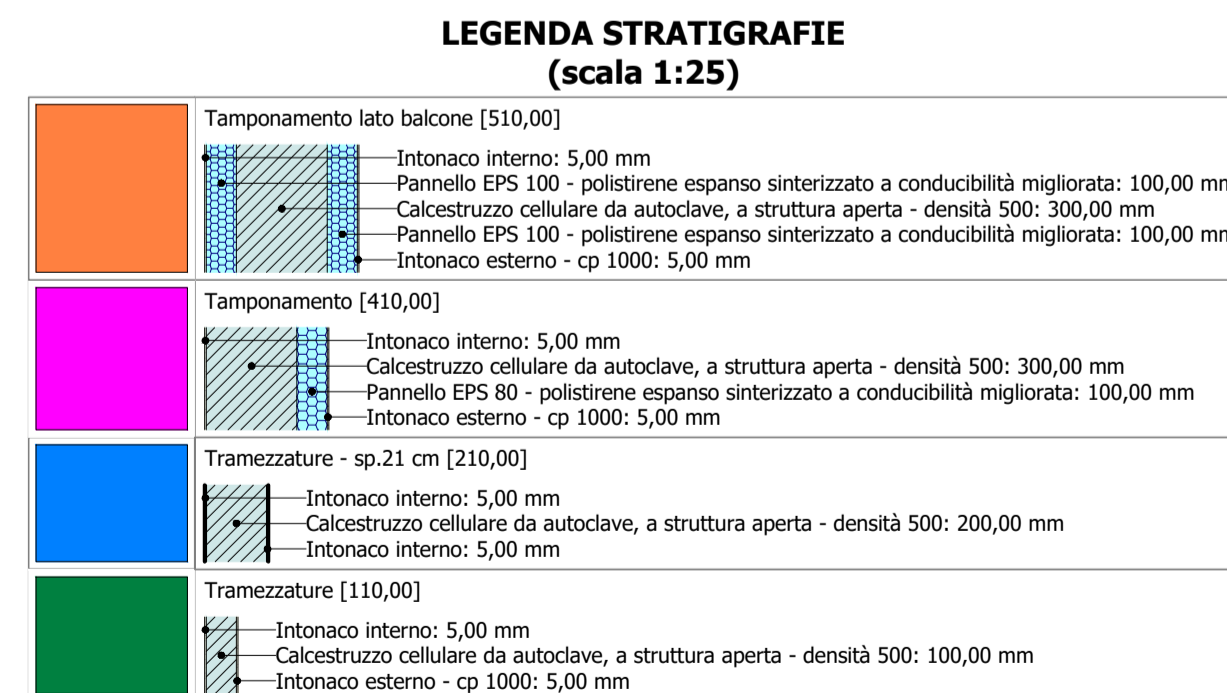 LEGENDA STRATIGRAFIE
(scala 1:25)
Tamponamento lato balcone [510,00]
Intonaco interno: 5,00 mm
Pannello EPS 100 - polistirene espanso sinterizzato a conducibilità migliorata: 100,00
Calcestruzzo cellulare da autoclave, a struttura aperta - densità 500: 300,00 mm
Pannello EPS 100 - polistirene espanso sinterizzato a conducibilità migliorata: 100,00
Intonaco esterno - cp 1000: 5,00 mm
Tamponamento [410,00]
Intonaco interno: 5,00 mm
Calcestruzzo cellulare da autoclave, a struttura aperta - densità 500: 300,00 mm
Pannello EPS 80 - polistirene espanso sinterizzato a conducibilità migliorata: 100,00 mm
Intonaco esterno - cp 1000: 5,00 mm
Tramezzature - sp.21 cm [210,00]
Intonaco interno: 5,00 mm
Calcestruzzo cellulare da autoclave, a struttura aperta - densità 500: 200,00 mm
Intonaco interno: 5,00 mm
Tramezzature [110,00]
Intonaco interno: 5,00 mm
Calcestruzzo cellulare da autoclave, a struttura aperta - densità 500: 100,00 mm
Intonaco esterno - cp 1000: 5,00 mm